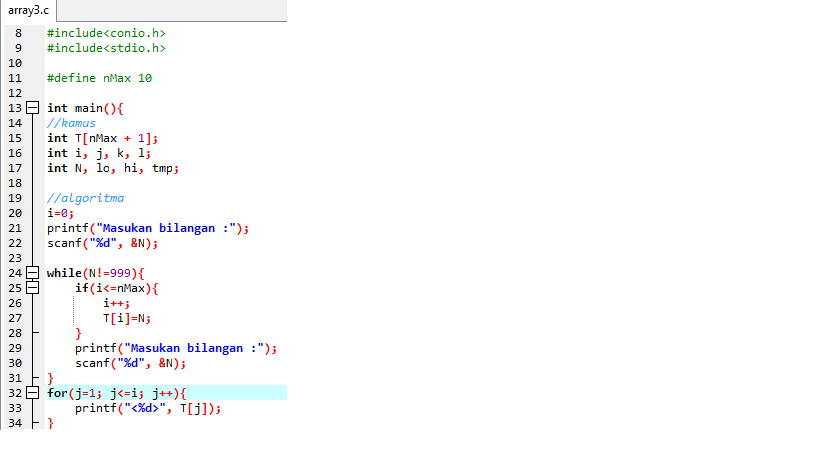 array3.c
8 #include<conio.h>
9 #include<stdio.h>
10
11 #define nMax 10
12
13 int main(){
14 //kamus
15 int T[nMax + 1];
16 int i, j, k, l;
17 int N, lo, hi, tmp;
18
19 //algoritma
20 i=0;
21 printf("Masukan bilangan :");
22 scanf("%d", &N);
23
24 while(N!=999){
25 if(i<=nMax){
26 i++;
27 T[i]=N;
28 }
29 printf("Masukan bilangan :");
30 scanf("%d", &N);
31 }
32 for(j=1; j<=i; j++){
33 printf("<%d>", T[j]);
34 }